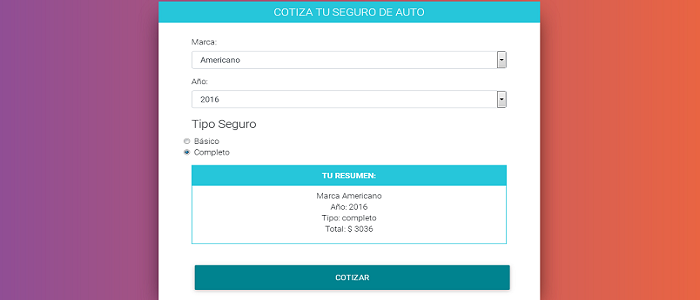 COTIZA TU SEGURO DE AUTO
Marca:
Americano
Año:
2016
Tipo Seguro
Básico
Completo
TU RESUMEN:
Marca Americano
Año: 2016
Tipo: completo
Total: $ 3036
COTIZAR